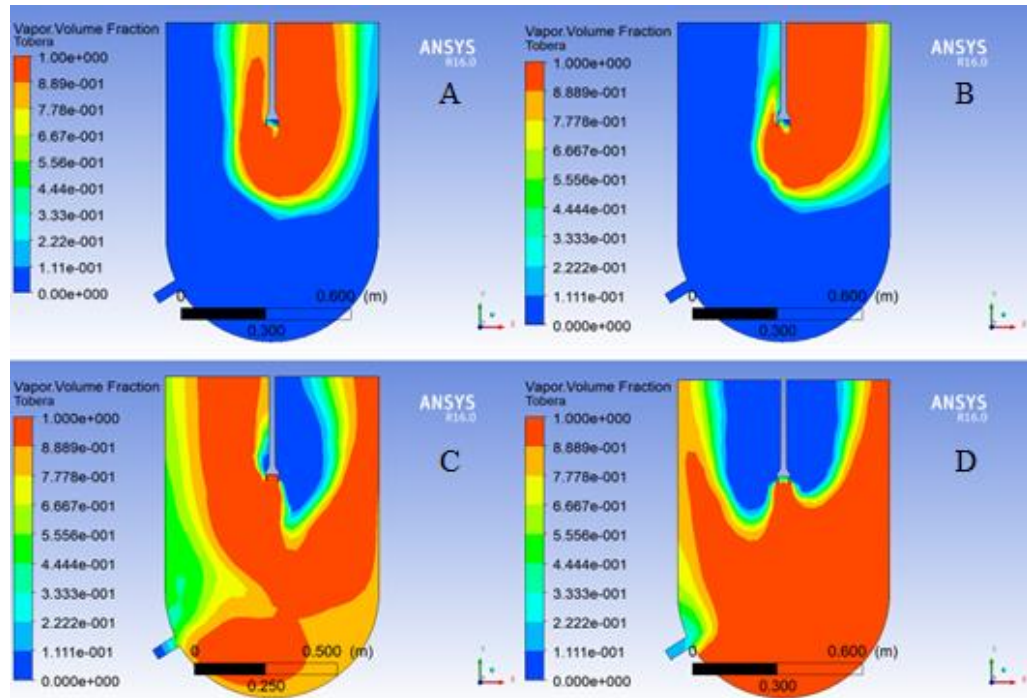 Vapor.Volume Fraction
Tobera
1.00e+000
8.89e-001
7.78e-001
6.67e-001
5.56e-001
4.44e-001
3.33e-001
2.22e-001
1.11e-001
0.00e+000
ANSYS
R16.0
A
0 0.600 (m)
0.300
Vapor.Volume Fraction
Tobera
1.000e+000
8.889e-001
7.778e-001
6.667e-001
5.556e-001
4.444e-001
3.333e-001
2.222e-001
1.111e-001
0.000e+000
ANSYS
R16.0
B
0 0.600 (m)
0.300
Vapor.Volume Fraction
Tobera
1.000e+000
8.889e-001
7.778e-001
6.667e-001
5.556e-001
4.444e-001
3.333e-001
2.222e-001
1.111e-001
0.000e+000
ANSYS
R16.0
C
0 0.500 (m)
0.250
Vapor.Volume Fraction
Tobera
1.000e+000
8.889e-001
7.778e-001
6.667e-001
5.556e-001
4.444e-001
3.333e-001
2.222e-001
1.111e-001
0.000e+000
ANSYS
R16.0
D
0 0.600 (m)
0.300